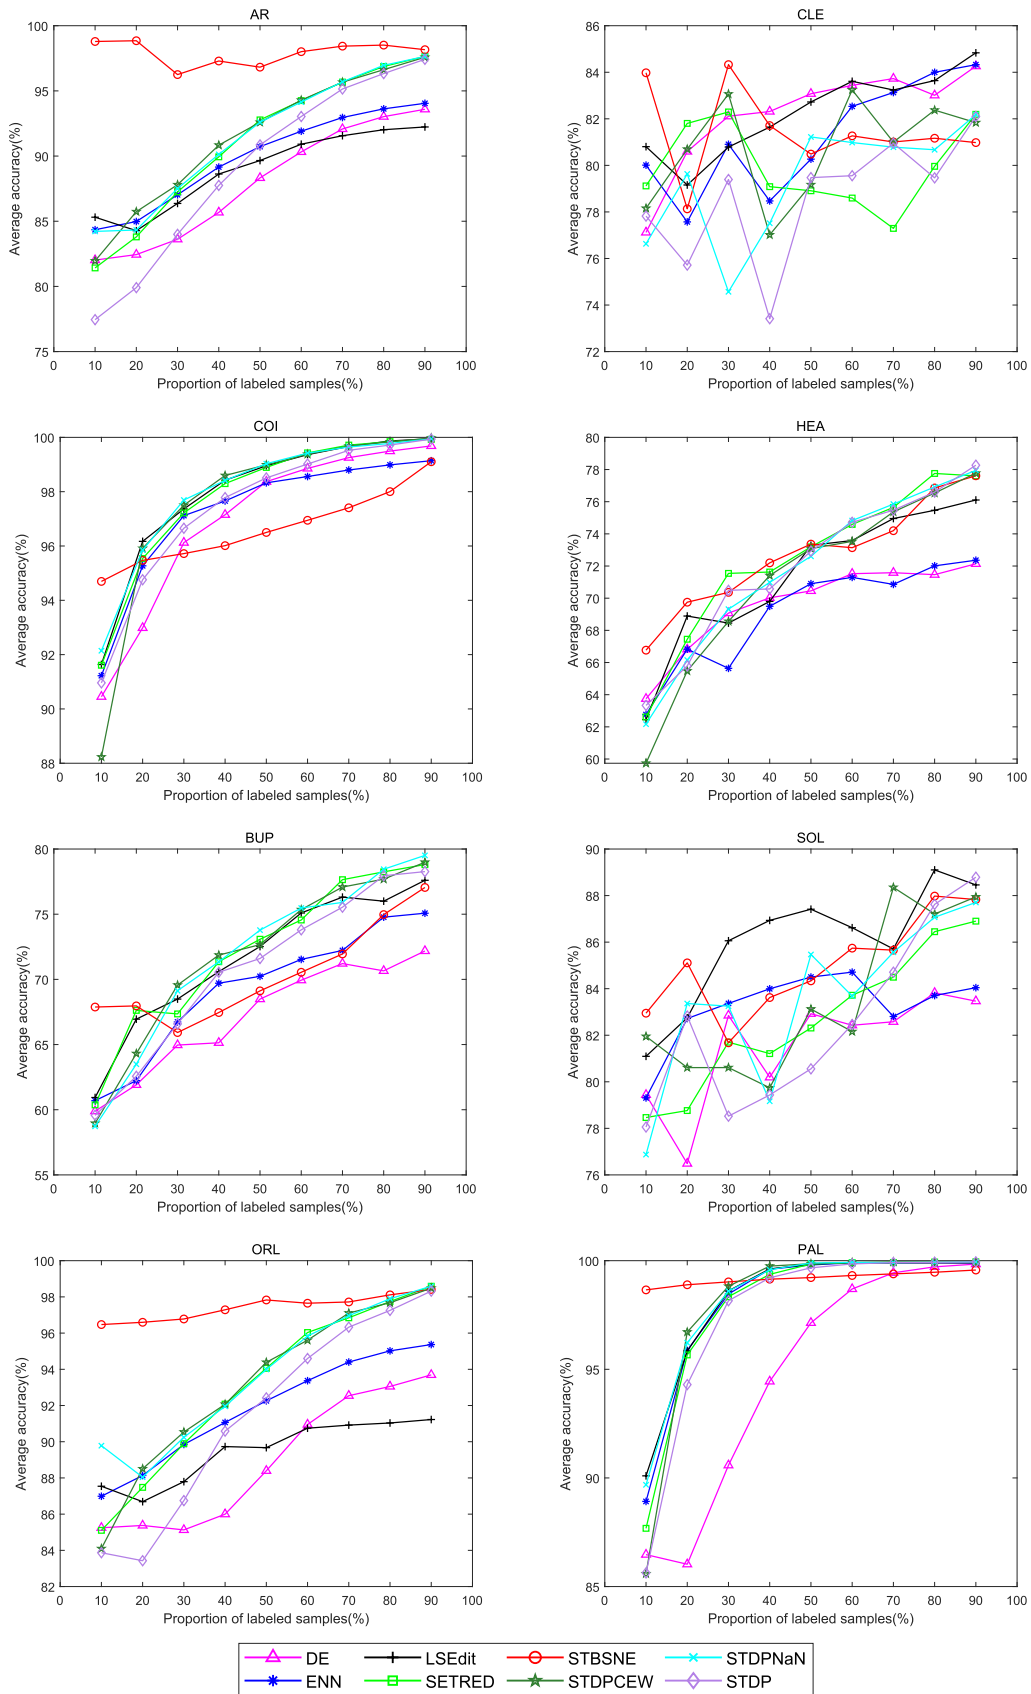 AR
100
95
90
85
80
75
Average accuracy(%)
0 10 20 30 40 50 60 70 80 90 100
Proportion of labeled samples(%)
CLE
86
84
82
80
78
76
74
72
Average accuracy(%)
0 10 20 30 40 50 60 70 80 90 100
Proportion of labeled samples(%)
COI
100
98
96
94
92
90
88
Average accuracy(%)
0 10 20 30 40 50 60 70 80 90 100
Proportion of labeled samples(%)
HEA
80
78
76
74
72
70
68
66
64
62
60
Average accuracy(%)
0 10 20 30 40 50 60 70 80 90 100
Proportion of labeled samples(%)
BUP
80
75
70
65
60
55
Average accuracy(%)
0 10 20 30 40 50 60 70 80 90 100
Proportion of labeled samples(%)
SOL
90
88
86
84
82
80
78
76
Average accuracy(%)
0 10 20 30 40 50 60 70 80 90 100
Proportion of labeled samples(%)
ORL
100
98
96
94
92
90
88
86
84
82
Average accuracy(%)
0 10 20 30 40 50 60 70 80 90 100
Proportion of labeled samples(%)
PAL
100
95
90
85
Average accuracy(%)
0 10 20 30 40 50 60 70 80 90 100
Proportion of labeled samples(%)
DE LSEdit STBSNE STDPNaN
ENN SETRED STDPCEW STDP